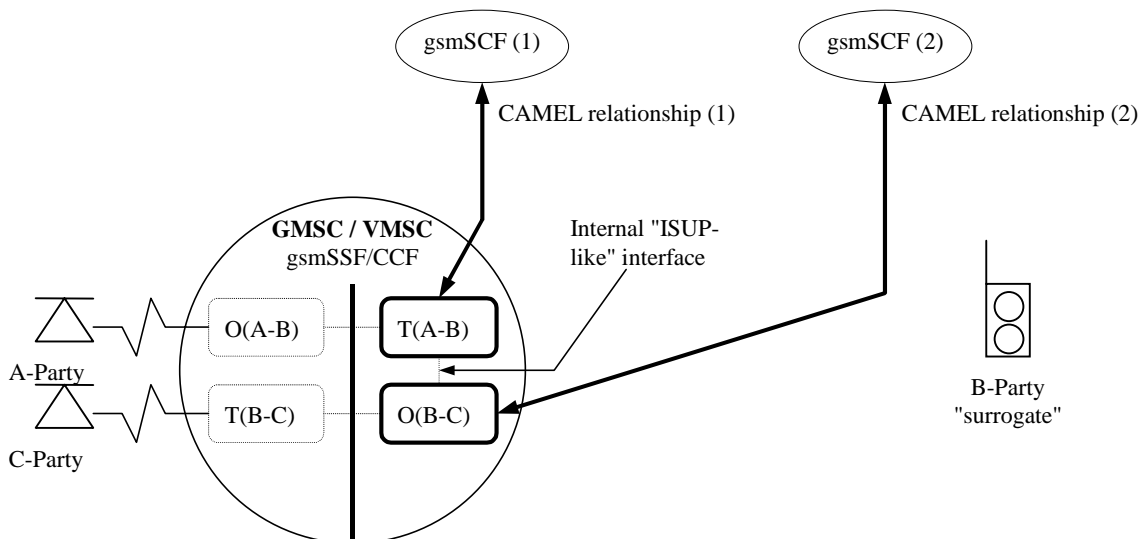 gsmSCF (1)
gsmSCF (2)
CAMEL relationship (1)
CAMEL relationship (2)
GMSC / VMSC
gsmSSF/CCF
Internal "ISUP-
like" interface
O(A-B)
T(A-B)
A-Party
T(B-C)
O(B-C)
C-Party
B-Party
"surrogate"